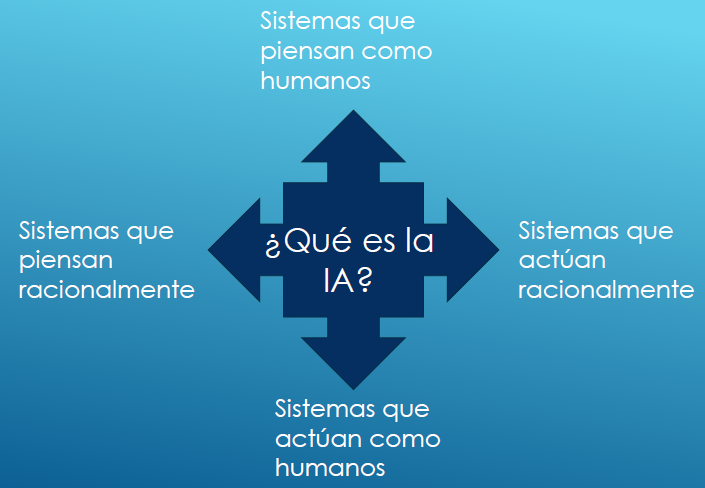 Sistemas que
piensan como
humanos
Sistemas que
piensan
racionalmente
¿Qué es la
IA?
Sistemas que
actúan
racionalmente
Sistemas que
actúan como
humanos